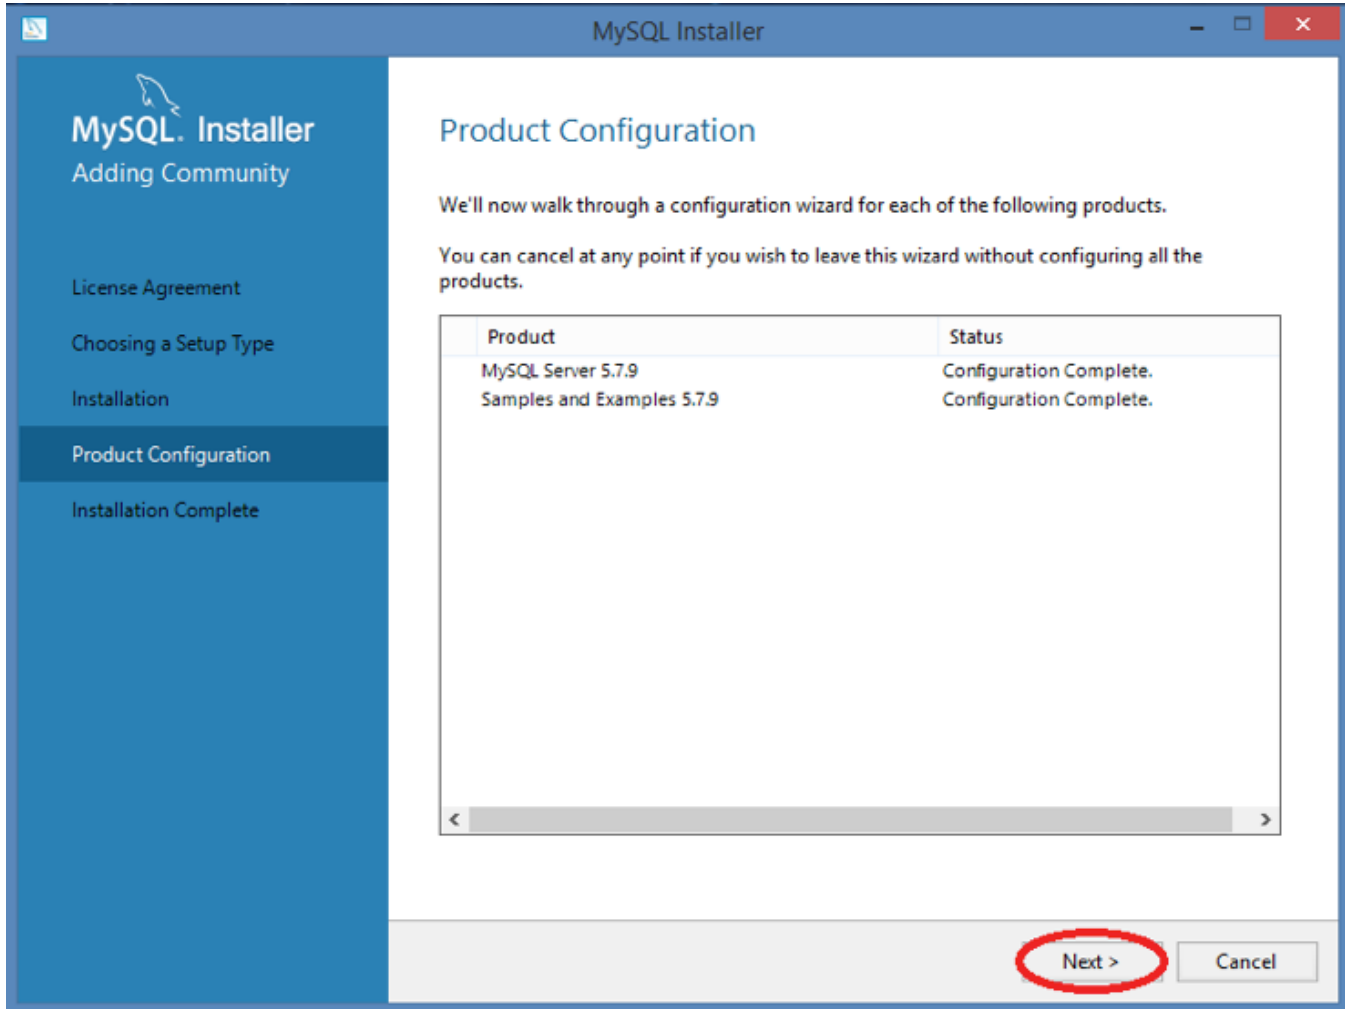 MySQL Installer
MySQL. Installer
Adding Community
License Agreement
Choosing a Setup Type
Installation
Product Configuration
Installation Complete
Product Configuration
We'll now walk through a configuration wizard for each of the following products.
You can cancel at any point if you wish to leave this wizard without configuring all the
products.
Product Status
MySQL Server 5.7.9 Configuration Complete.
Samples and Examples 5.7.9 Configuration Complete.
Next > Cancel